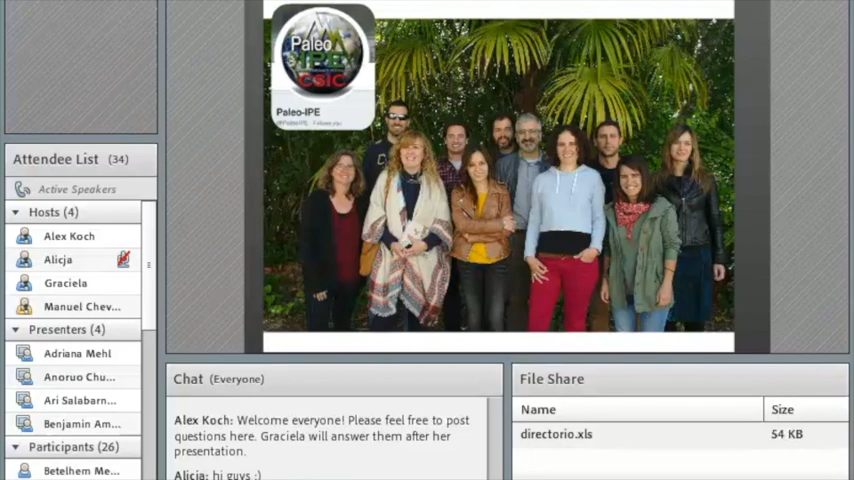 Paleo
IPE
CSIC
Paleo-IPE
Attendee List (34)
Active Speakers
Hosts (4)
Alex Koch
Alicja
Graciela
Manuel Chev...
Presenters (4)
Adriana Mehl
Anoruo Chu...
Ari Salabarn...
Benjamin Am...
Participants (26)
Betelhem Me...
Chat (Everyone)
Alex Koch: Welcome everyone! Please feel free to post
questions here. Graciela will answer them after her
presentation.
Alicja: hi guys :)
File Share
Name Size
directorio.xls 54 KB